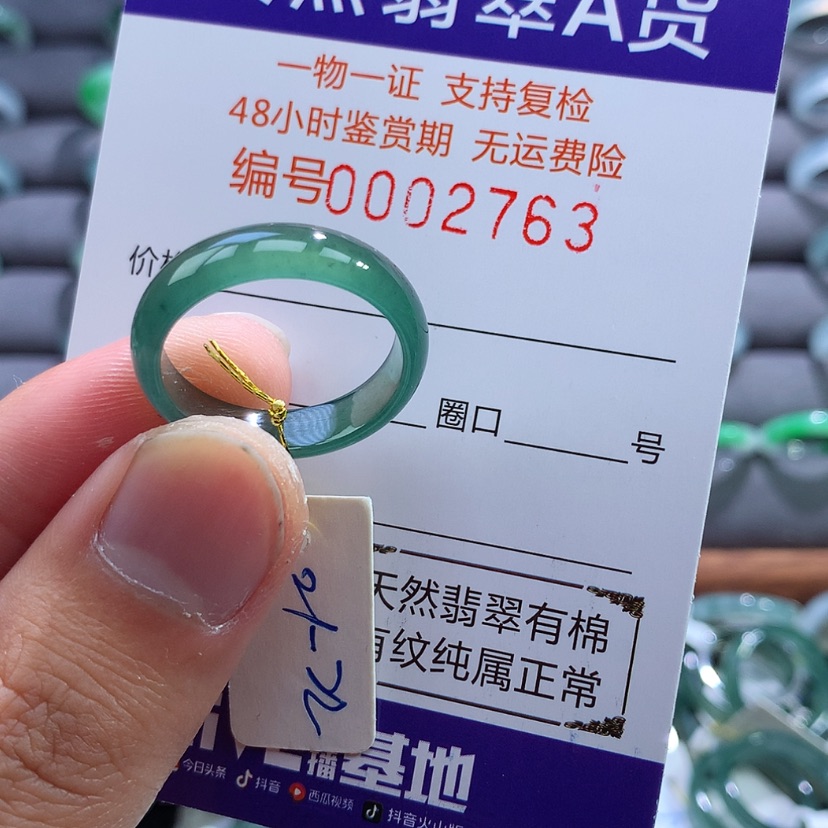 然翡翠A货
一物一证 支持复检
48小时鉴赏期 无运费险
编号0002763
价格
圈口 号
天然翡翠有棉
有纹纯属正常
播基地
今日头条 抖音 西瓜视频 抖音火山版